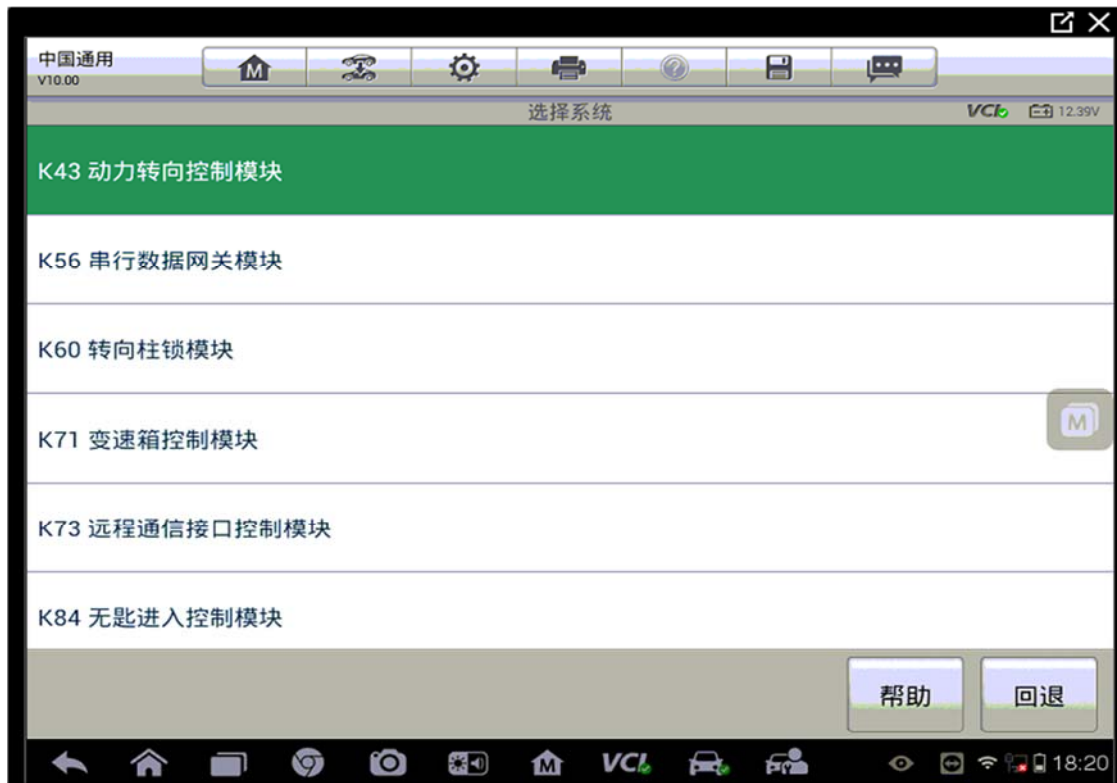 中国通用
V10.00
M
选择系统
VCI
12.39V
K43 动力转向控制模块
K56 串行数据网关模块
K60 转向柱锁模块
K71 变速箱控制模块
M
K73 远程通信接口控制模块
K84 无匙进入控制模块
帮助
回退
M
VCI
18:20